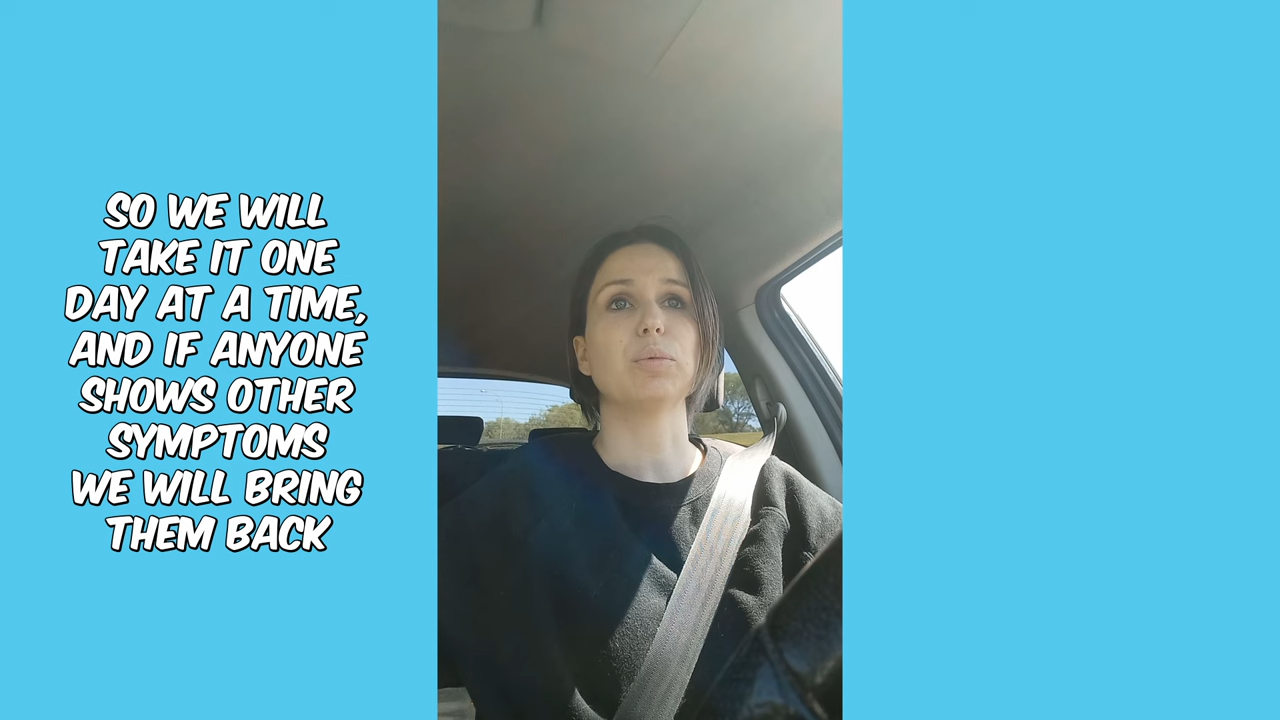 SO WE WILL
TAKE IT ONE
DAY AT A TIME,
AND IF ANYONE
SHOWS OTHER
SYMPTOMS
WE WILL BRING
THEM BACK